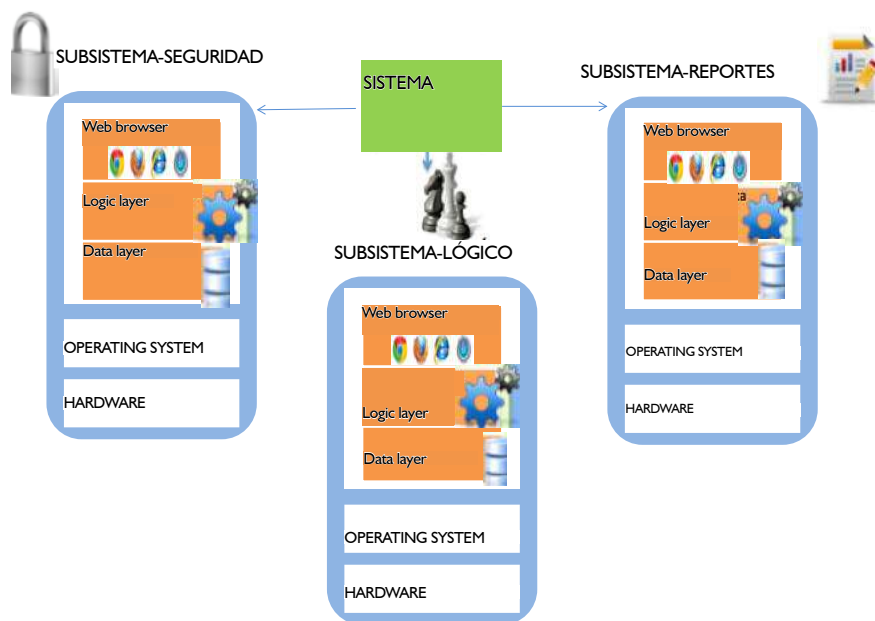 SUBSISTEMA-SEGURIDAD
Web browser
Logic layer
Data layer
OPERATING SYSTEM
HARDWARE
SISTEMA
SUBSISTEMA-LÓGICO
Web browser
Logic layer
Data layer
OPERATING SYSTEM
HARDWARE
SUBSISTEMA-REPORTES
Web browser
Logic layer
Data layer
OPERATING SYSTEM
HARDWARE